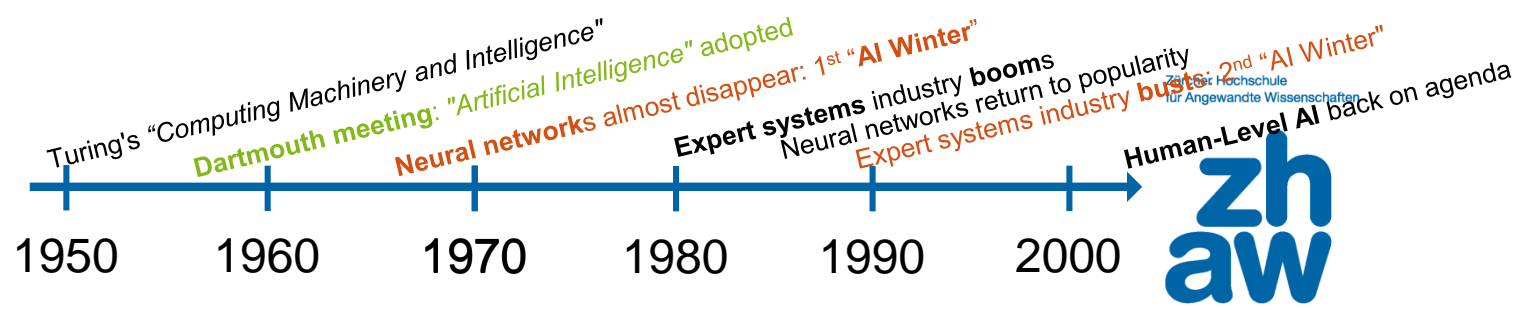 Turing's “Computing Machinery and Intelligence"
Dartmouth meeting: "Artificial Intelligence" adopted
Neural networks almost disappear: 1st “AI Winter”
Expert systems industry booms
Neural networks return to popularity
Expert systems industry busts: 2nd “AI Winter"
Human-Level AI back on agenda
Zürcher Hochschule
für Angewandte Wissenschaften
zh
aw
1950 1960 1970 1980 1990 2000